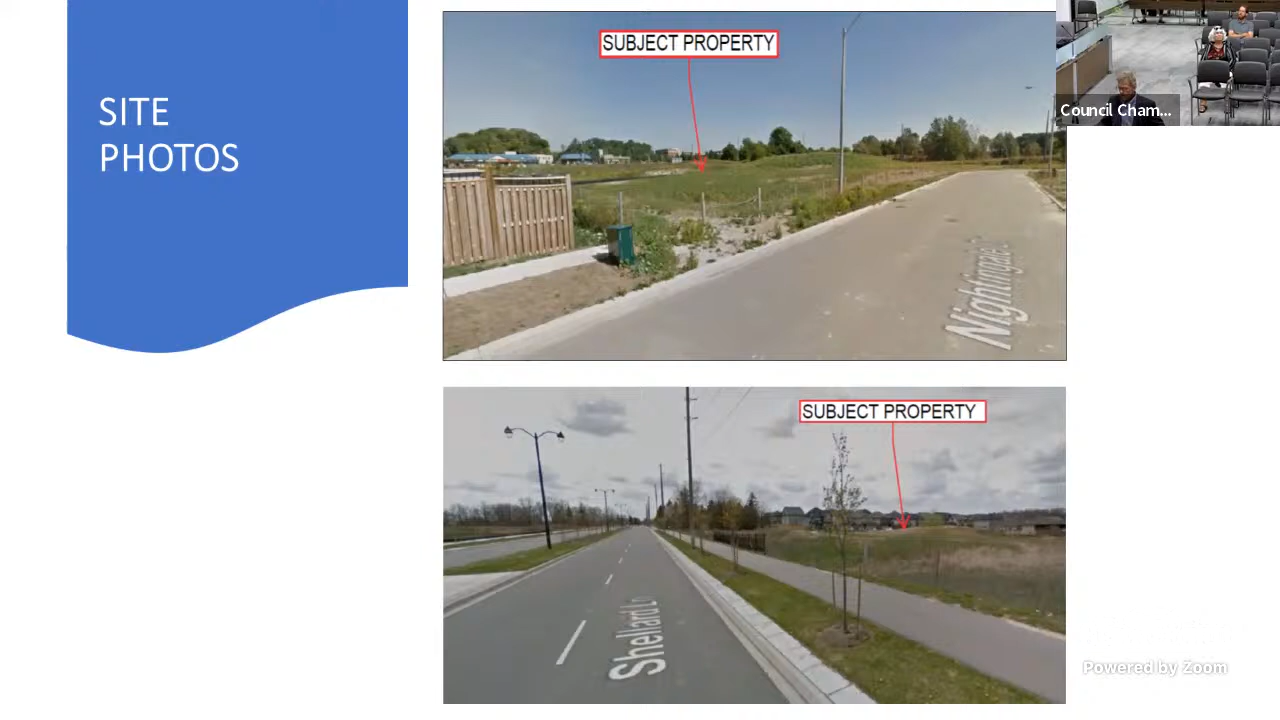 SITE
PHOTOS
SUBJECT PROPERTY
Council Cham...
Nightingale
SUBJECT PROPERTY
Shellard Ln
Powered by Zoom